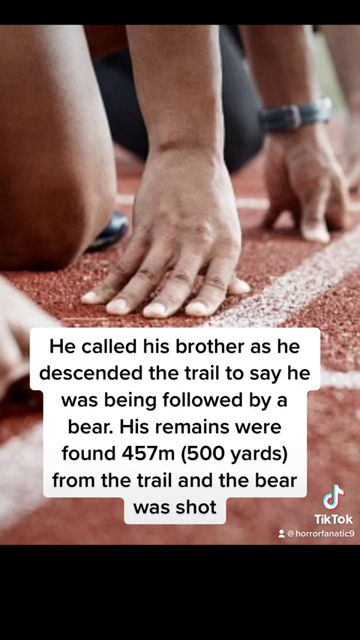 He called his brother as he
descended the trail to say he
was being followed by a
bear. His remains were
found 457m (500 yards)
from the trail and the bear
was shot
TikTok
@horrorfanatic9